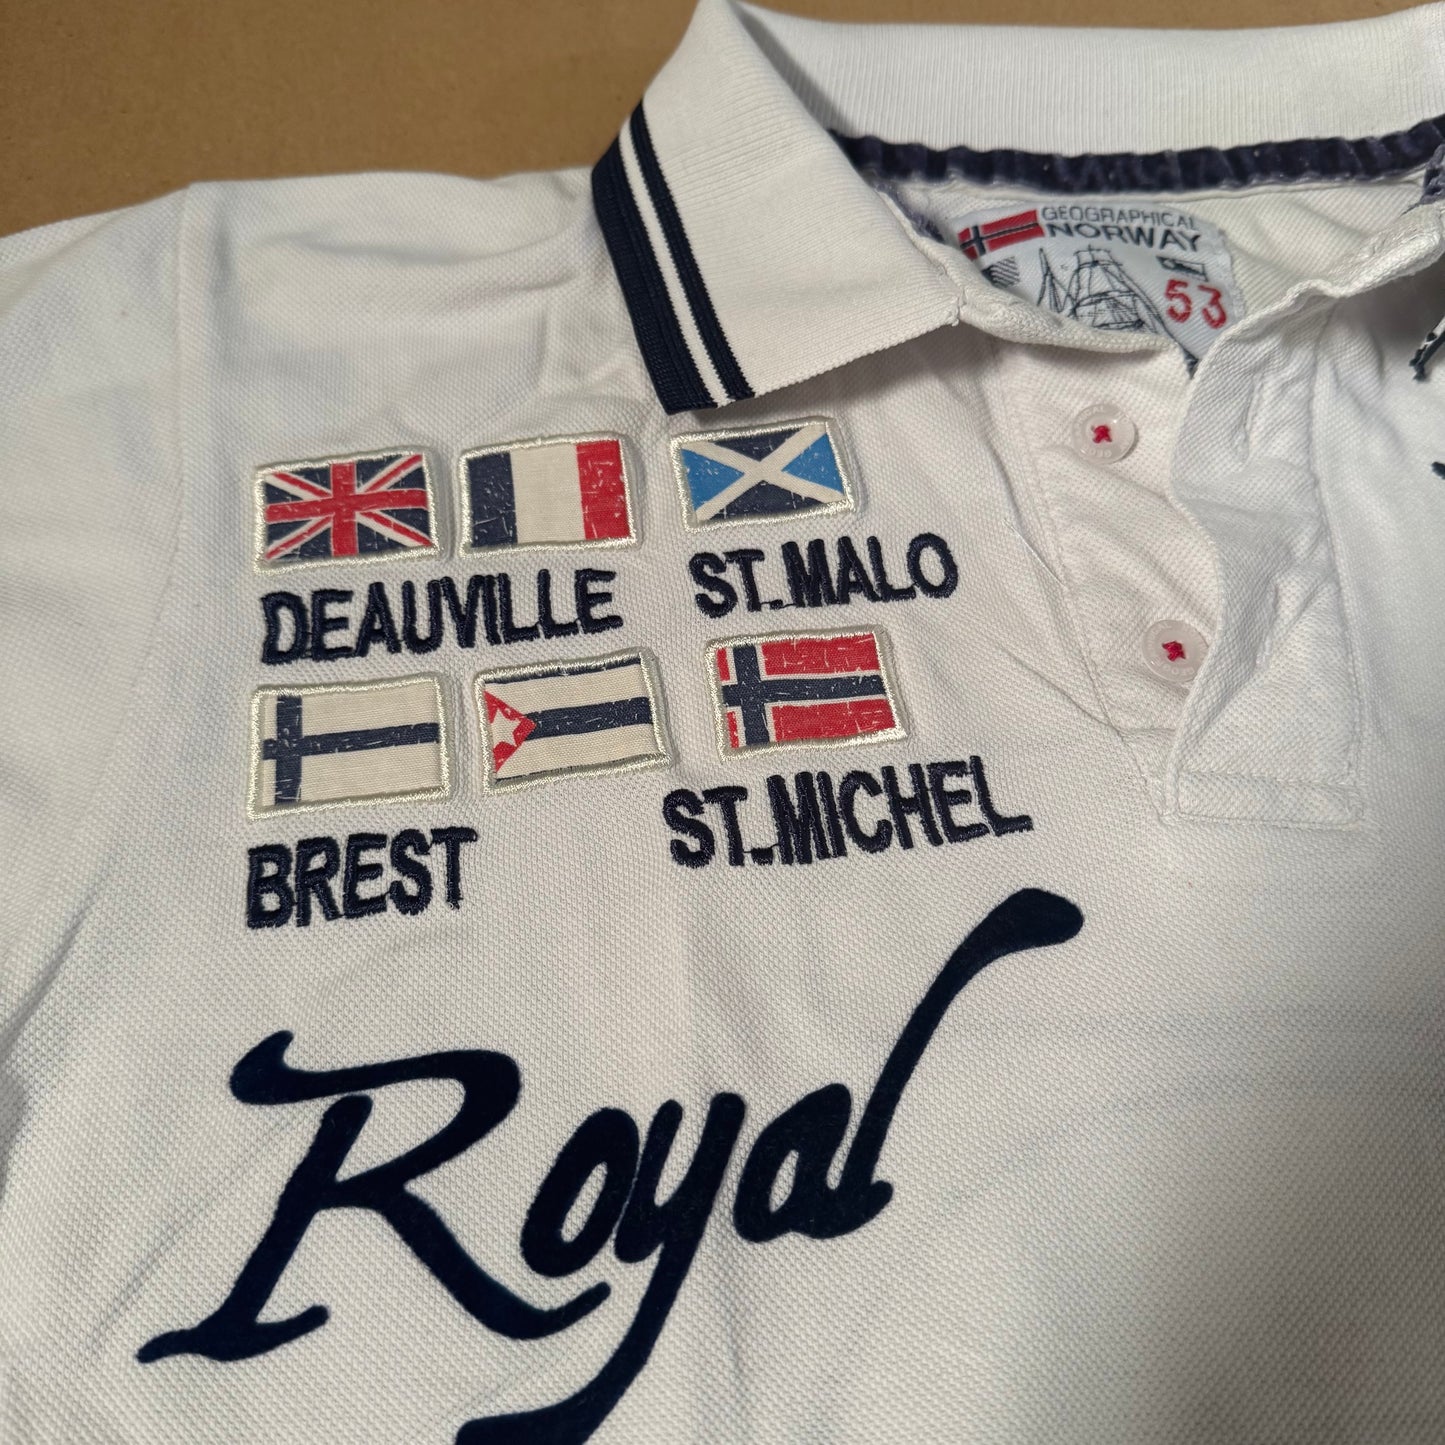 GEOGRAPHICAL
NORWAY
53
DEAUVILLE
ST.MALO
BREST
ST.MICHEL
Royal